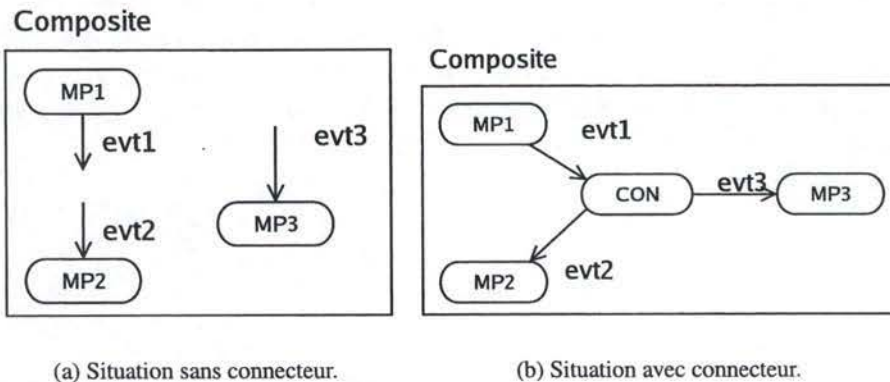 Composite
MP1
evt1
evt2
MP2
evt3
MP3
(a) Situation sans connecteur.
Composite
MP1
evt1
CON
evt3
MP3
MP2
evt2
(b) Situation avec connecteur.